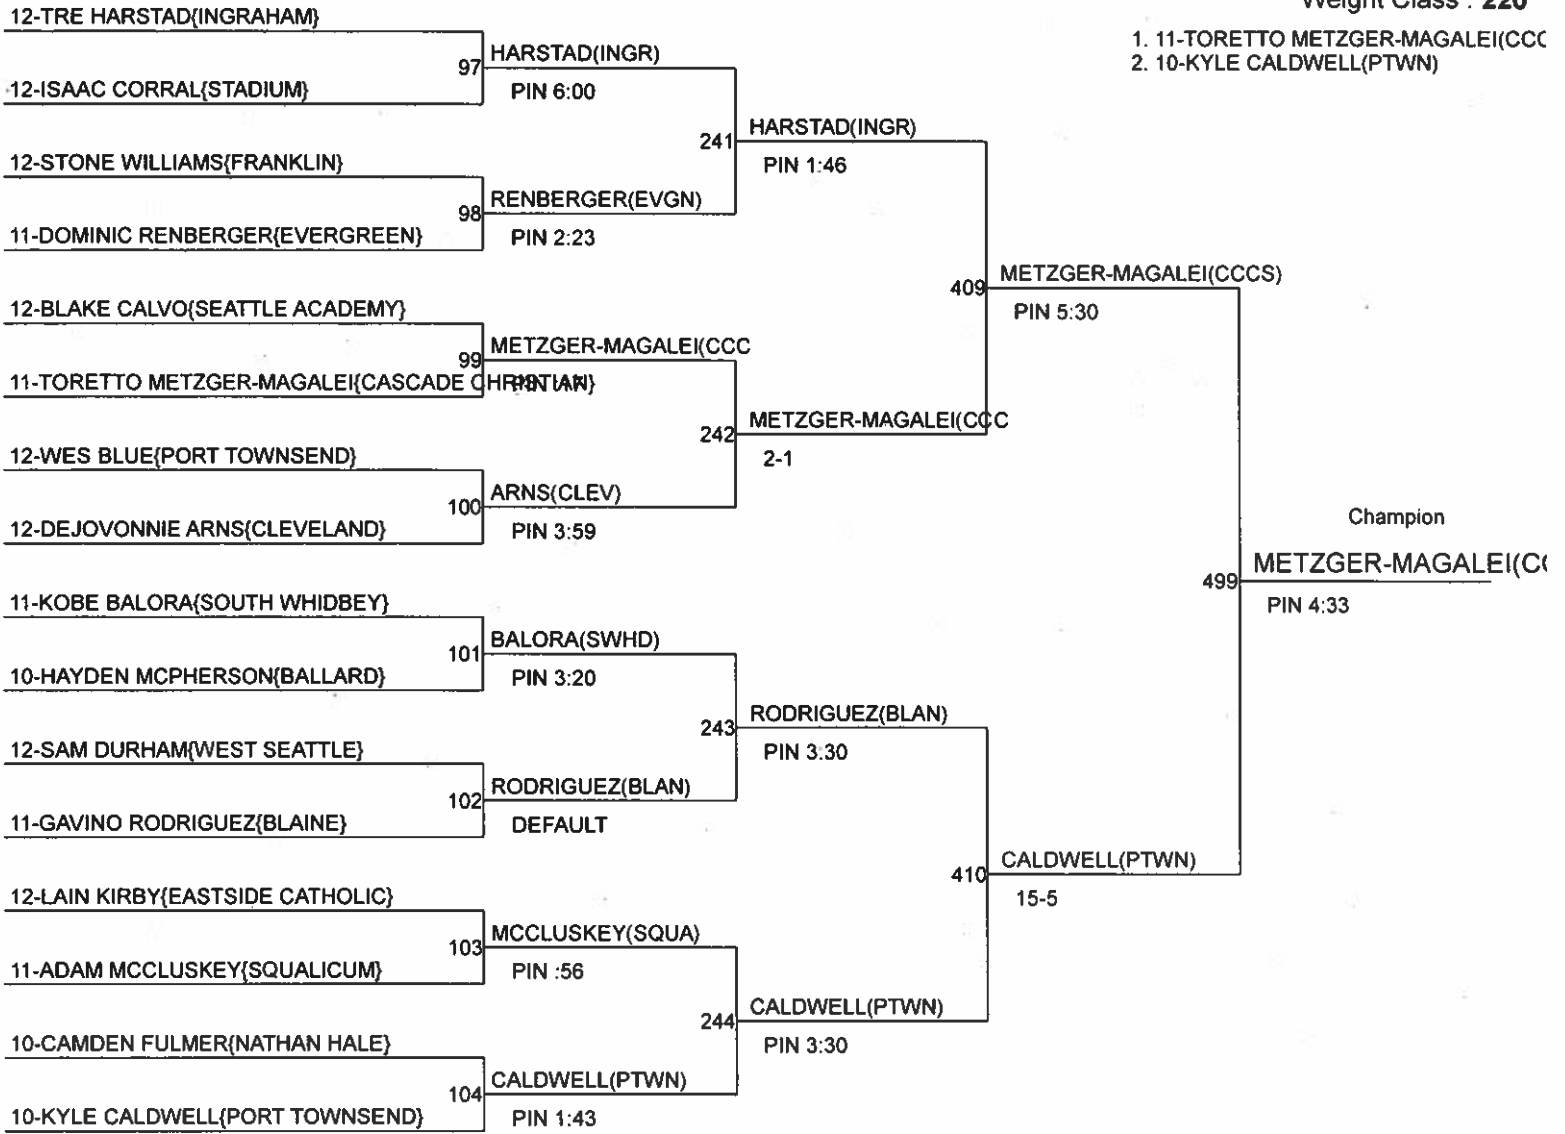 Weight Class : 220
1. 11-TORETTO METZGER-MAGALEI(CCC
2. 10-KYLE CALDWELL(PTWN)
12-TRE HARSTAD{INGRAHAM}
97 HARSTAD(INGR)
12-ISAAC CORRAL{STADIUM}
PIN 6:00
241 HARSTAD(INGR)
PIN 1:46
12-STONE WILLIAMS{FRANKLIN}
98 RENBERGER(EVGN)
11-DOMINIC RENBERGER{EVERGREEN}
PIN 2:23
409 METZGER-MAGALEI(CCCS)
PIN 5:30
12-BLAKE CALVO{SEATTLE ACADEMY}
99 METZGER-MAGALEI(CCC
11-TORETTO METZGER-MAGALEI{CASCADE CHRISTIAN}
PIN
242 METZGER-MAGALEI(CCC
2-1
12-WES BLUE{PORT TOWNSEND}
100 ARNS(CLEV)
12-DEJOVONNIE ARNS{CLEVELAND}
PIN 3:59
Champion
499 METZGER-MAGALEI(CC
PIN 4:33
11-KOBE BALORA{SOUTH WHIDBEY}
101 BALORA(SWHD)
10-HAYDEN MCPHERSON{BALLARD}
PIN 3:20
243 RODRIGUEZ(BLAN)
PIN 3:30
12-SAM DURHAM{WEST SEATTLE}
102 RODRIGUEZ(BLAN)
11-GAVINO RODRIGUEZ{BLAINE}
DEFAULT
410 CALDWELL(PTWN)
15-5
12-LAIN KIRBY{EASTSIDE CATHOLIC}
103 MCCLUSKEY(SQUA)
11-ADAM MCCLUSKEY{SQUALICUM}
PIN :56
244 CALDWELL(PTWN)
PIN 3:30
10-CAMDEN FULMER{NATHAN HALE}
104 CALDWELL(PTWN)
10-KYLE CALDWELL{PORT TOWNSEND}
PIN 1:43